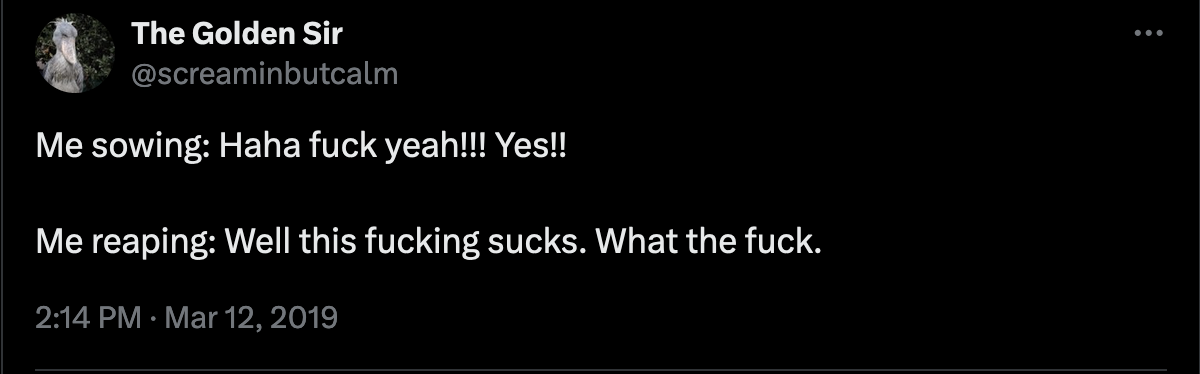 The Golden Sir
@screaminbutcalm
Me sowing: Haha fuck yeah!!! Yes!!
Me reaping: Well this fucking sucks. What the fuck.
2:14 PM · Mar 12, 2019